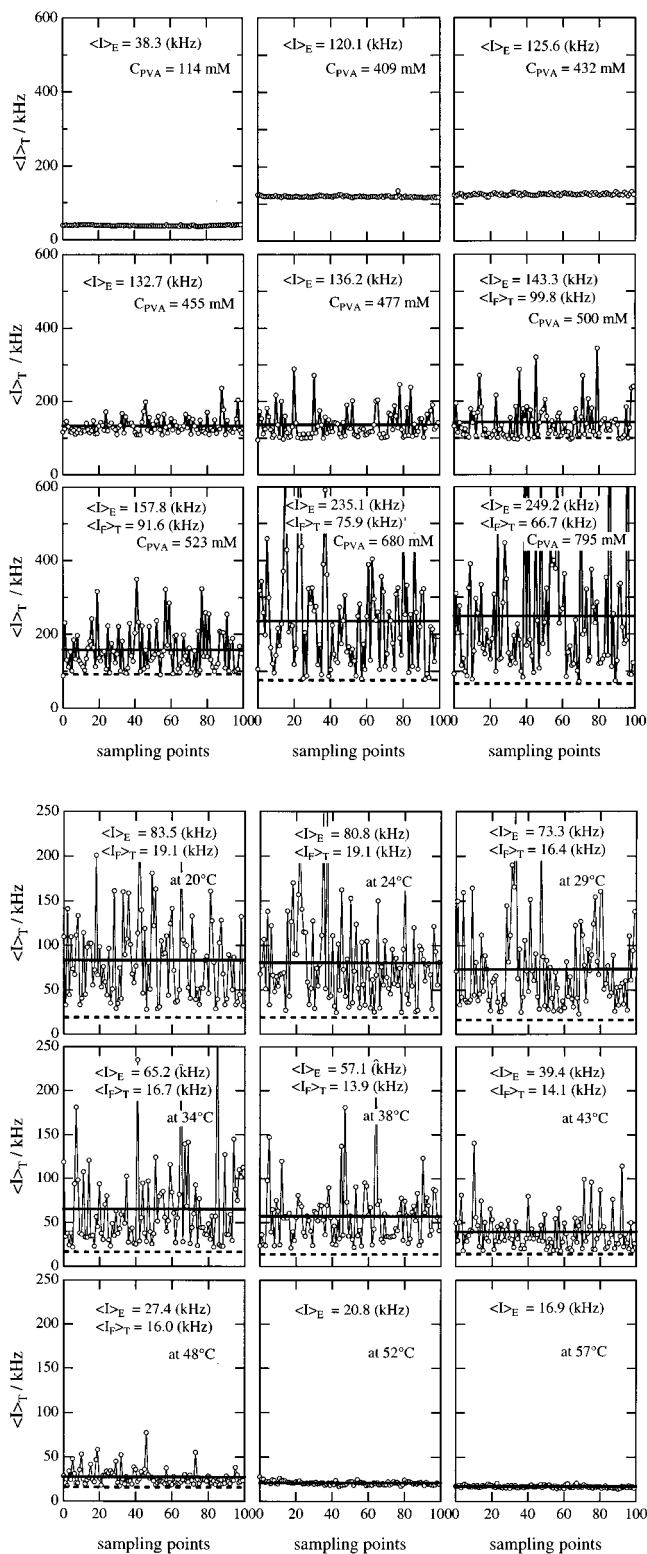 600
400
200
0
<I>T / kHz
<I>E = 38.3 (kHz)
CPVA = 114 mM
<I>E = 120.1 (kHz)
CPVA = 409 mM
<I>E = 125.6 (kHz)
CPVA = 432 mM
600
400
200
0
<I>T / kHz
<I>E = 132.7 (kHz)
CPVA = 455 mM
<I>E = 136.2 (kHz)
CPVA = 477 mM
<I>E = 143.3 (kHz)
<IF>T = 99.8 (kHz)
CPVA = 500 mM
600
400
200
0
<I>T / kHz
<I>E = 157.8 (kHz)
<IF>T = 91.6 (kHz)
CPVA = 523 mM
<I>E = 235.1 (kHz)
<IF>T = 75.9 (kHz)
CPVA = 680 mM
<I>E = 249.2 (kHz)
<IF>T = 66.7 (kHz)
CPVA = 795 mM
0 20 40 60 80 100 0 20 40 60 80 100 0 20 40 60 80 100
sampling points sampling points sampling points
250
200
150
100
50
0
<I>T / kHz
<I>E = 83.5 (kHz)
<IF>T = 19.1 (kHz)
at 20°C
<I>E = 80.8 (kHz)
<IF>T = 19.1 (kHz)
at 24°C
<I>E = 73.3 (kHz)
<IF>T = 16.4 (kHz)
at 29°C
250
200
150
100
50
0
<I>T / kHz
<I>E = 65.2 (kHz)
<IF>T = 16.7 (kHz)
at 34°C
<I>E = 57.1 (kHz)
<IF>T = 13.9 (kHz)
at 38°C
<I>E = 39.4 (kHz)
<IF>T = 14.1 (kHz)
at 43°C
250
200
150
100
50
0
<I>T / kHz
<I>E = 27.4 (kHz)
<IF>T = 16.0 (kHz)
at 48°C
<I>E = 20.8 (kHz)
at 52°C
<I>E = 16.9 (kHz)
at 57°C
0 20 40 60 80 100 0 20 40 60 80 100 0 20 40 60 80 100
sampling points sampling points sampling points